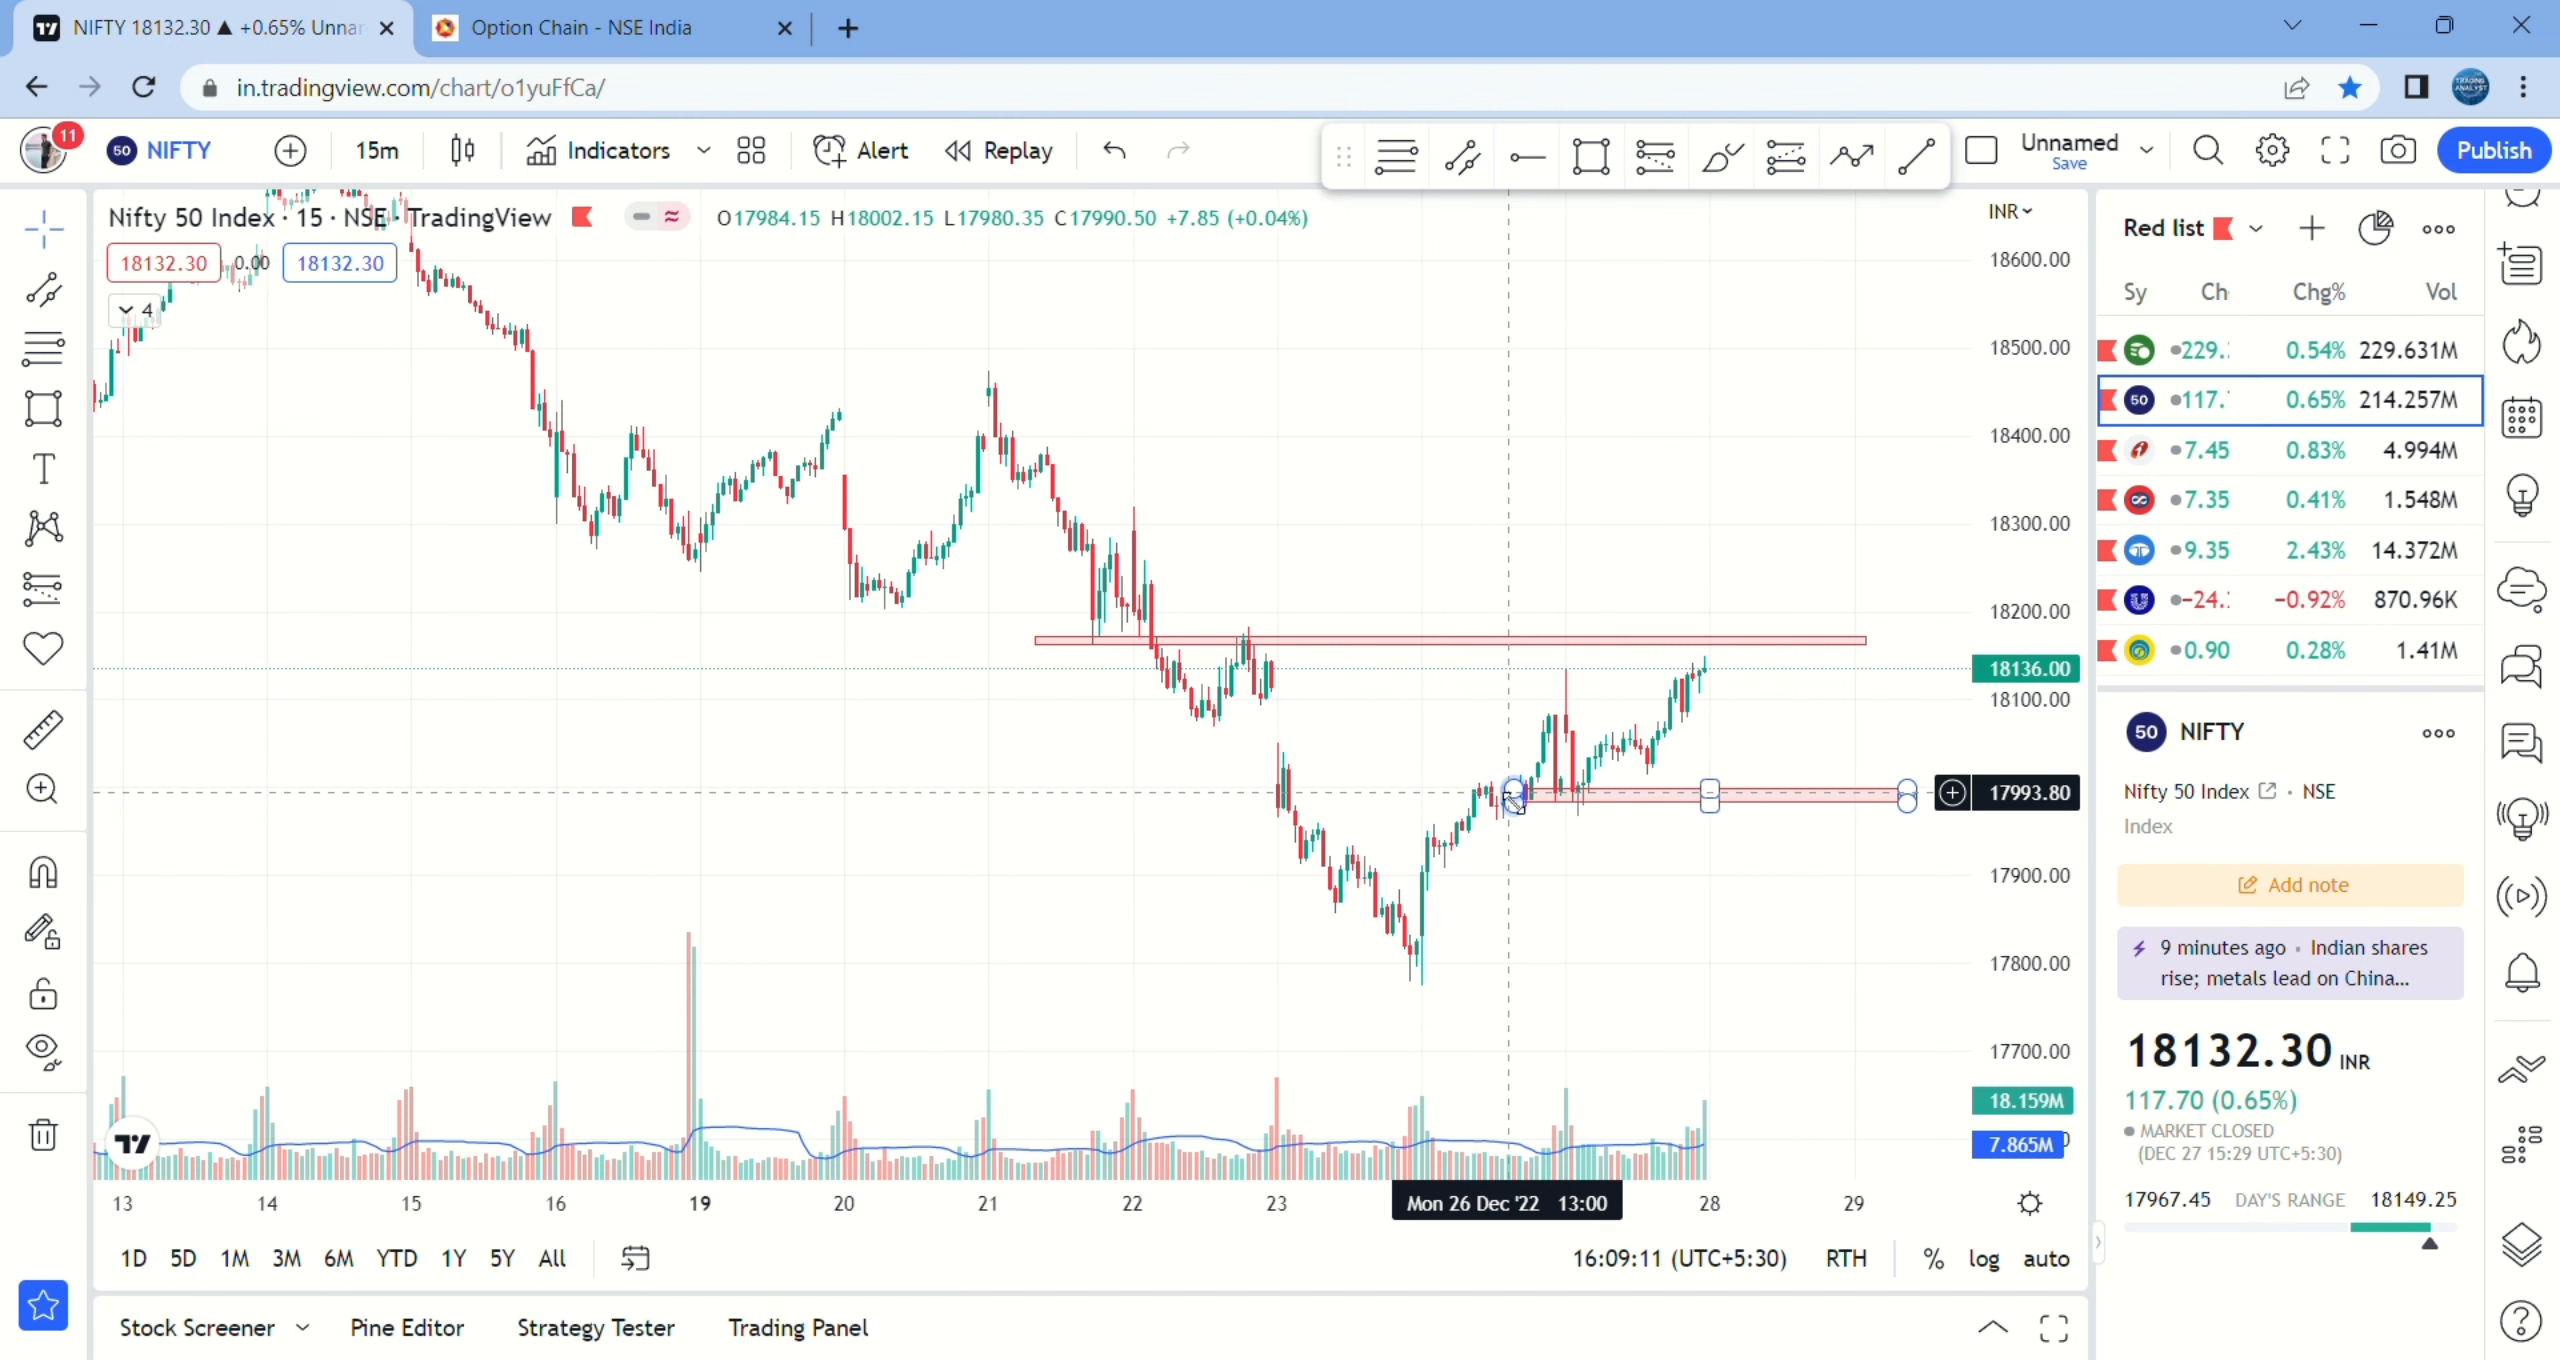 NIFTY 18132.30 ▲ +0.65% Unnar
Option Chain - NSE India
in.tradingview.com/chart/o1yuFfCa/
11
50 NIFTY
15m
Indicators
Alert
Replay
Unnamed
Save
Publish
Nifty 50 Index · 15 · NSE · TradingView
O17984.15 H18002.15 L17980.35 C17990.50 +7.85 (+0.04%)
18132.30 0.00 18132.30
4
INR
18600.00
18500.00
18400.00
18300.00
18200.00
18136.00
18100.00
17993.80
17900.00
17800.00
17700.00
18.159M
7.865M
13 14 15 16 19 20 21 22 23 Mon 26 Dec '22 13:00 28 29
1D 5D 1M 3M 6M YTD 1Y 5Y All
16:09:11 (UTC+5:30) RTH % log auto
Stock Screener Pine Editor Strategy Tester Trading Panel
Red list
Sy Ch Chg% Vol
229. 0.54% 229.631M
50 117. 0.65% 214.257M
7.45 0.83% 4.994M
7.35 0.41% 1.548M
9.35 2.43% 14.372M
−24. −0.92% 870.96K
0.90 0.28% 1.41M
50 NIFTY
Nifty 50 Index · NSE
Index
Add note
9 minutes ago · Indian shares
rise; metals lead on China...
18132.30 INR
117.70 (0.65%)
MARKET CLOSED
(DEC 27 15:29 UTC+5:30)
17967.45 DAY'S RANGE 18149.25